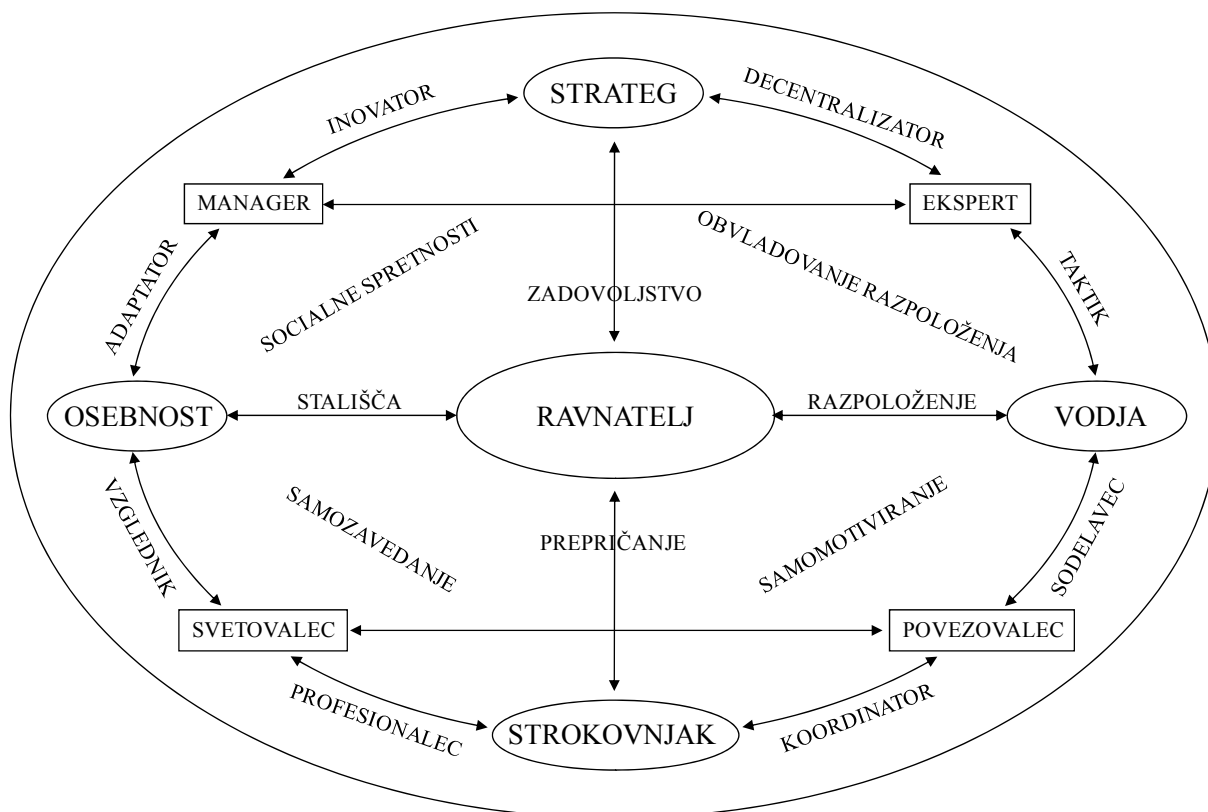 STRATEG
INOVATOR
DECENTRALIZATOR
MANAGER
EKSPERT
ADAPTATOR
SOCIALNE SPRETNOSTI
OBVLADOVANJE RAZPOLOŽENJA
TAKTIK
ZADOVOLJSTVO
OSEBNOST
STALIŠČA
RAVNATELJ
RAZPOLOŽENJE
VODJA
VZGLEDNIK
SAMOZAVEDANJE
PREPRIČANJE
SAMOMOTIVIRANJE
SODELAVEC
SVETOVALEC
POVEZOVALEC
PROFESIONALEC
STROKOVNJAK
KOORDINATOR